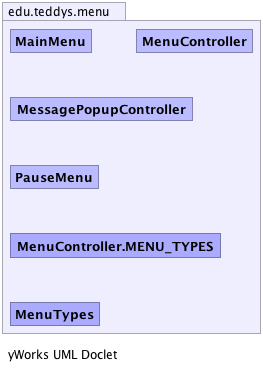 edu.teddys.menu
MainMenu
MenuController
MessagePopupController
PauseMenu
MenuController.MENU_TYPES
MenuTypes
yWorks UML Doclet